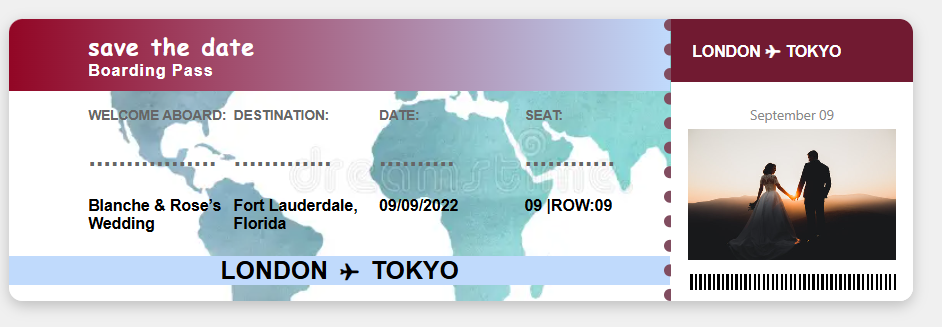 save the date
Boarding Pass
LONDON ✈ TOKYO
WELCOME ABOARD: DESTINATION: DATE: SEAT:
September 09
dreamstime
Blanche & Rose’s Fort Lauderdale, 09/09/2022 09 |ROW:09
Wedding Florida
LONDON ✈ TOKYO